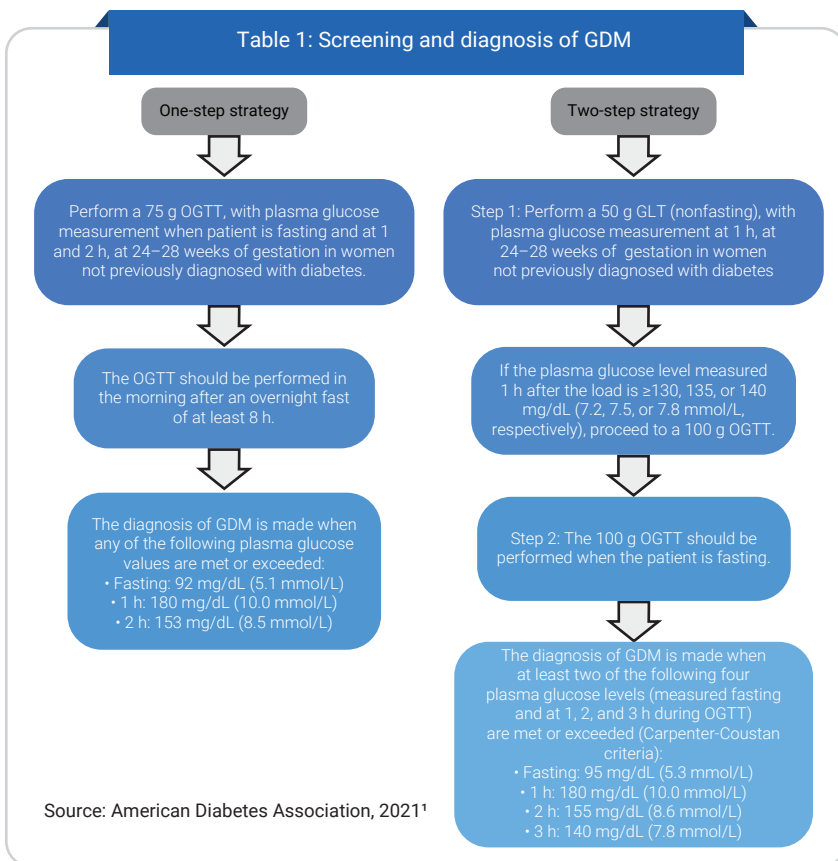 Table 1: Screening and diagnosis of GDM
One-step strategy
Perform a 75 g OGTT, with plasma glucose
measurement when patient is fasting and at 1
and 2 h, at 24–28 weeks of gestation in women
not previously diagnosed with diabetes.
The OGTT should be performed in
the morning after an overnight fast
of at least 8 h.
The diagnosis of GDM is made when
any of the following plasma glucose
values are met or exceeded:
• Fasting: 92 mg/dL (5.1 mmol/L)
• 1 h: 180 mg/dL (10.0 mmol/L)
• 2 h: 153 mg/dL (8.5 mmol/L)
Two-step strategy
Step 1: Perform a 50 g GLT (nonfasting), with
plasma glucose measurement at 1 h, at
24–28 weeks of gestation in women
not previously diagnosed with diabetes
If the plasma glucose level measured
1 h after the load is ≥130, 135, or 140
mg/dL (7.2, 7.5, or 7.8 mmol/L,
respectively), proceed to a 100 g OGTT.
Step 2: The 100 g OGTT should be
performed when the patient is fasting.
The diagnosis of GDM is made when
at least two of the following four
plasma glucose levels (measured fasting
and at 1, 2, and 3 h during OGTT)
are met or exceeded (Carpenter-Coustan
criteria):
• Fasting: 95 mg/dL (5.3 mmol/L)
• 1 h: 180 mg/dL (10.0 mmol/L)
• 2 h: 155 mg/dL (8.6 mmol/L)
• 3 h: 140 mg/dL (7.8 mmol/L)
Source: American Diabetes Association, 2021¹